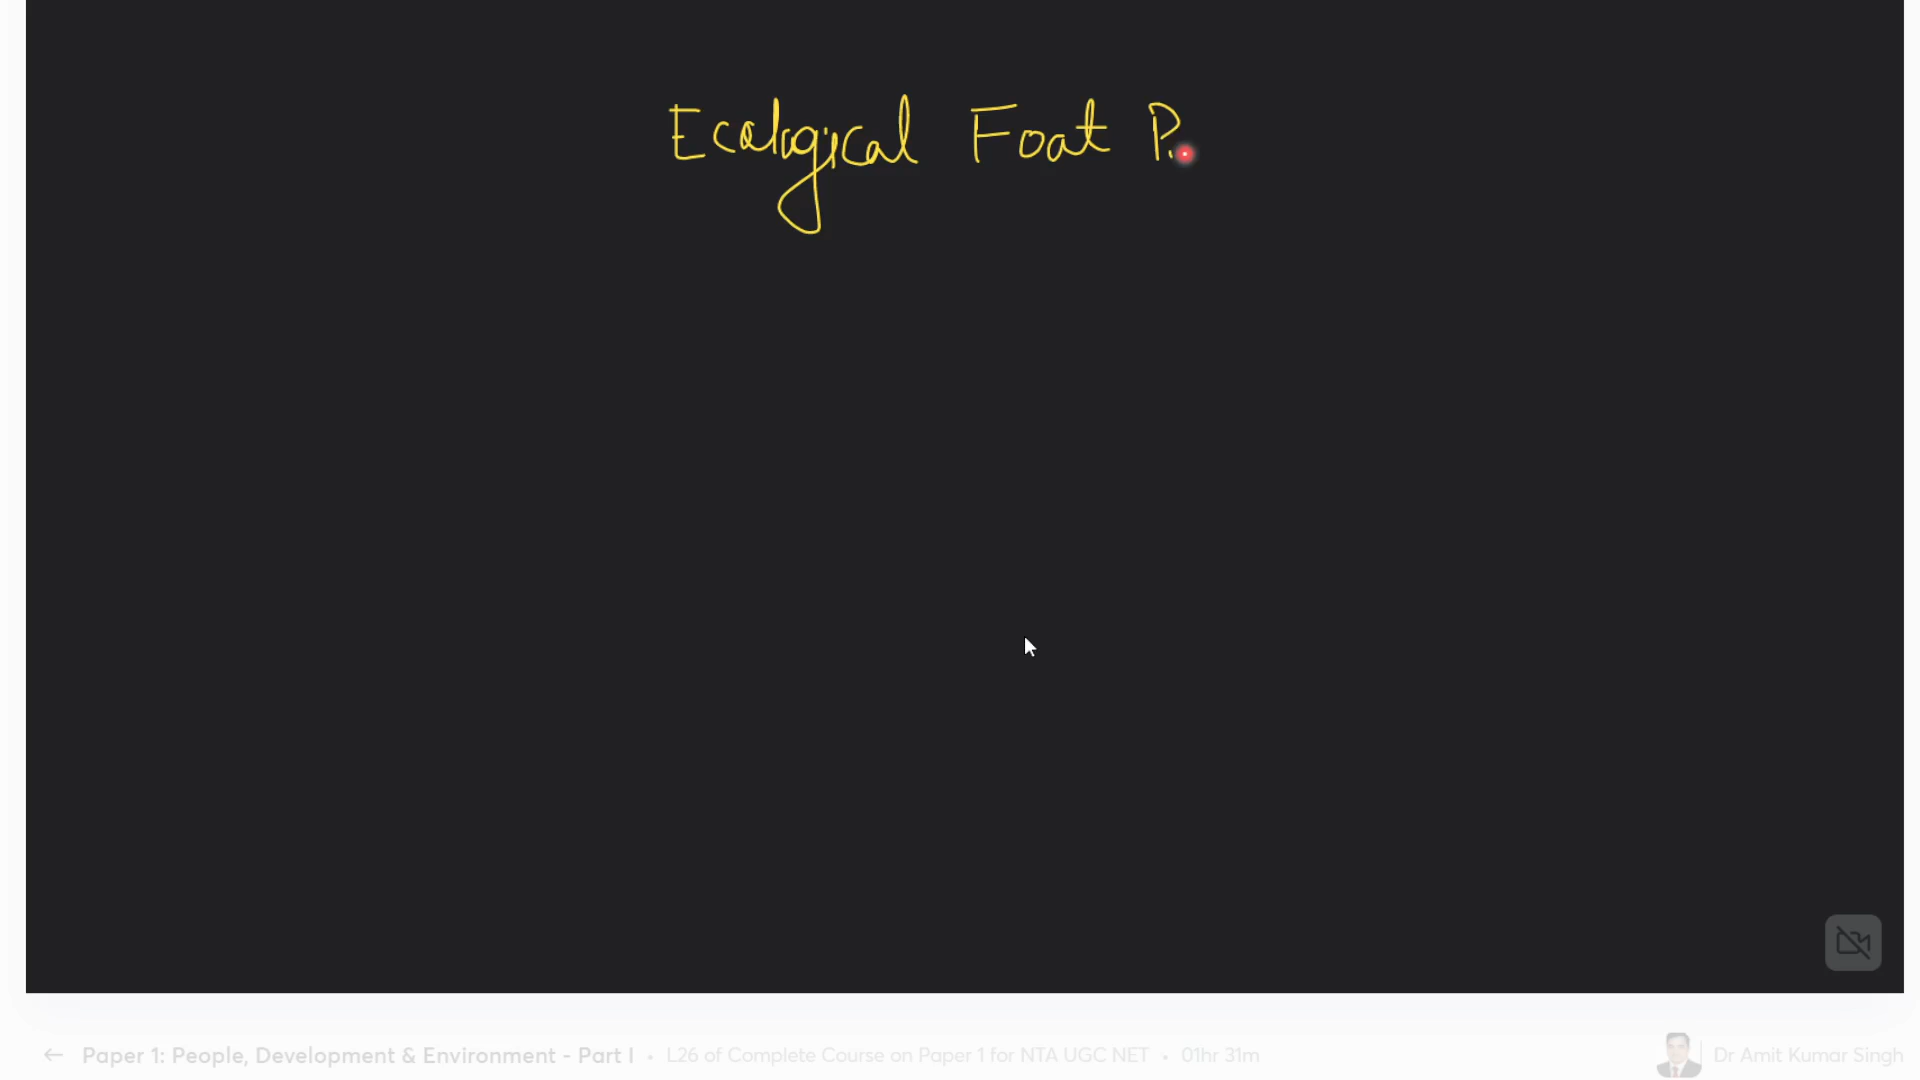 Ecological Foot P.
Paper 1: People, Development & Environment - Part I • L26 of Complete Course on Paper 1 for NTA UGC NET • 01hr 31m
Dr Amit Kumar Singh